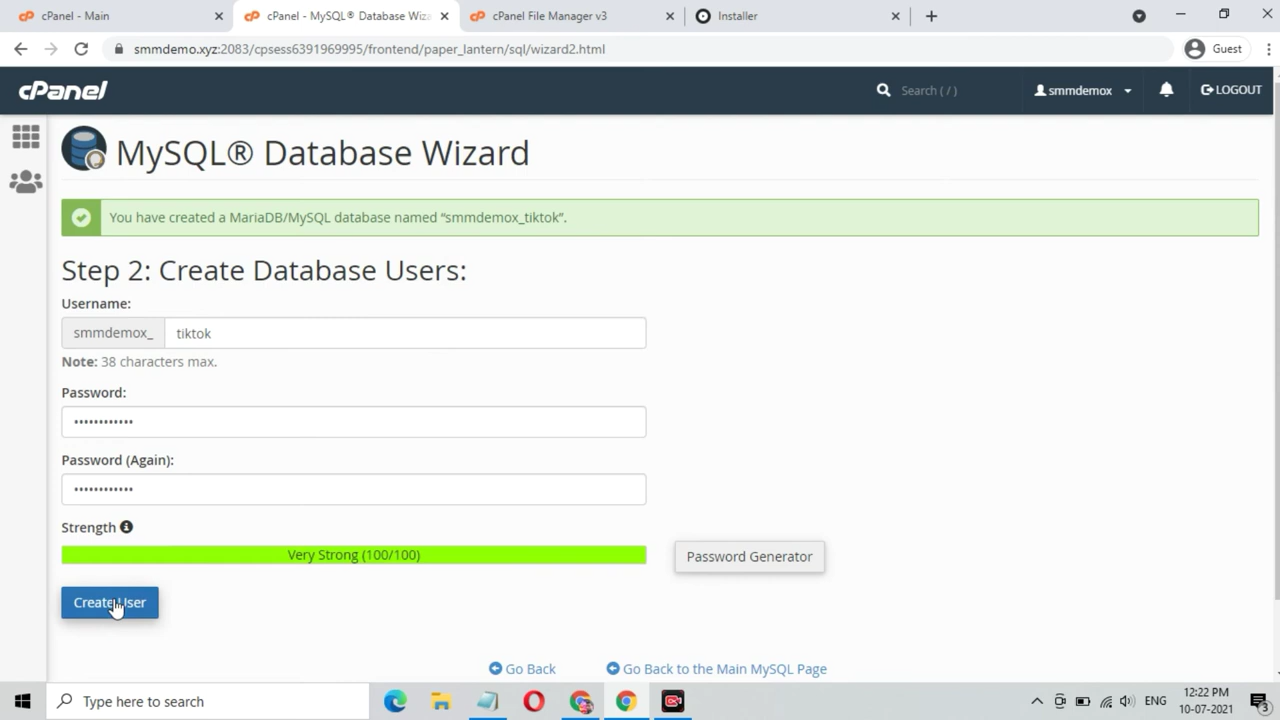 cPanel - Main
cPanel - MySQL® Database Wiza
cPanel File Manager v3
Installer
smmdemo.xyz:2083/cpsess6391969995/frontend/paper_lantern/sql/wizard2.html
Guest
cPanel
Search ( / )
smmdemox
LOGOUT
MySQL® Database Wizard
You have created a MariaDB/MySQL database named “smmdemox_tiktok”.
Step 2: Create Database Users:
Username:
smmdemox_ tiktok
Note: 38 characters max.
Password:
••••••••••••
Password (Again):
••••••••••••
Strength
Very Strong (100/100)
Password Generator
Create User
Go Back
Go Back to the Main MySQL Page
Type here to search
ENG
12:22 PM
10-07-2021
3